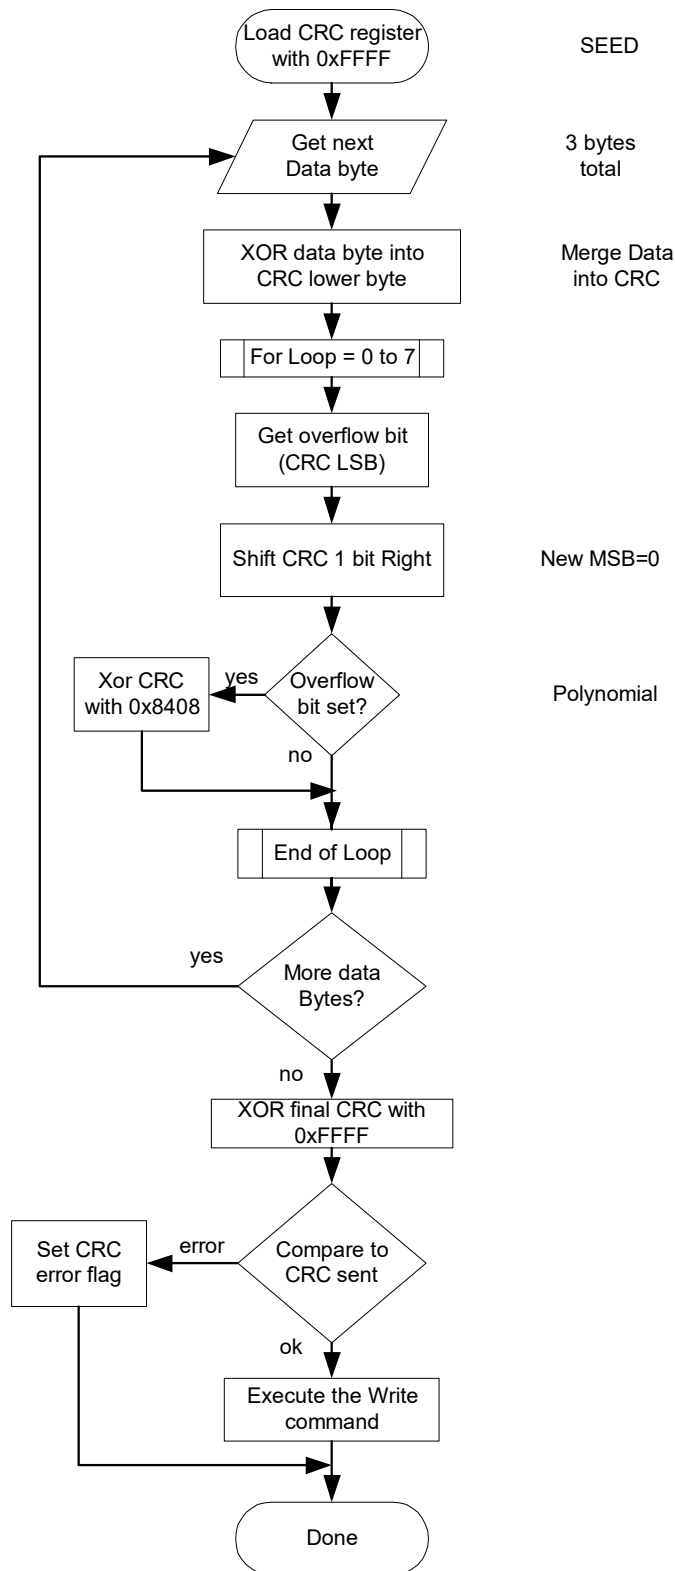 Load CRC register
with 0xFFFF
SEED
Get next
Data byte
3 bytes
total
XOR data byte into
CRC lower byte
Merge Data
into CRC
For Loop = 0 to 7
Get overflow bit
(CRC LSB)
Shift CRC 1 bit Right
New MSB=0
Xor CRC
with 0x8408
yes
Overflow
bit set?
Polynomial
no
End of Loop
yes
More data
Bytes?
no
XOR final CRC with
0xFFFF
Set CRC
error flag
error
Compare to
CRC sent
ok
Execute the Write
command
Done